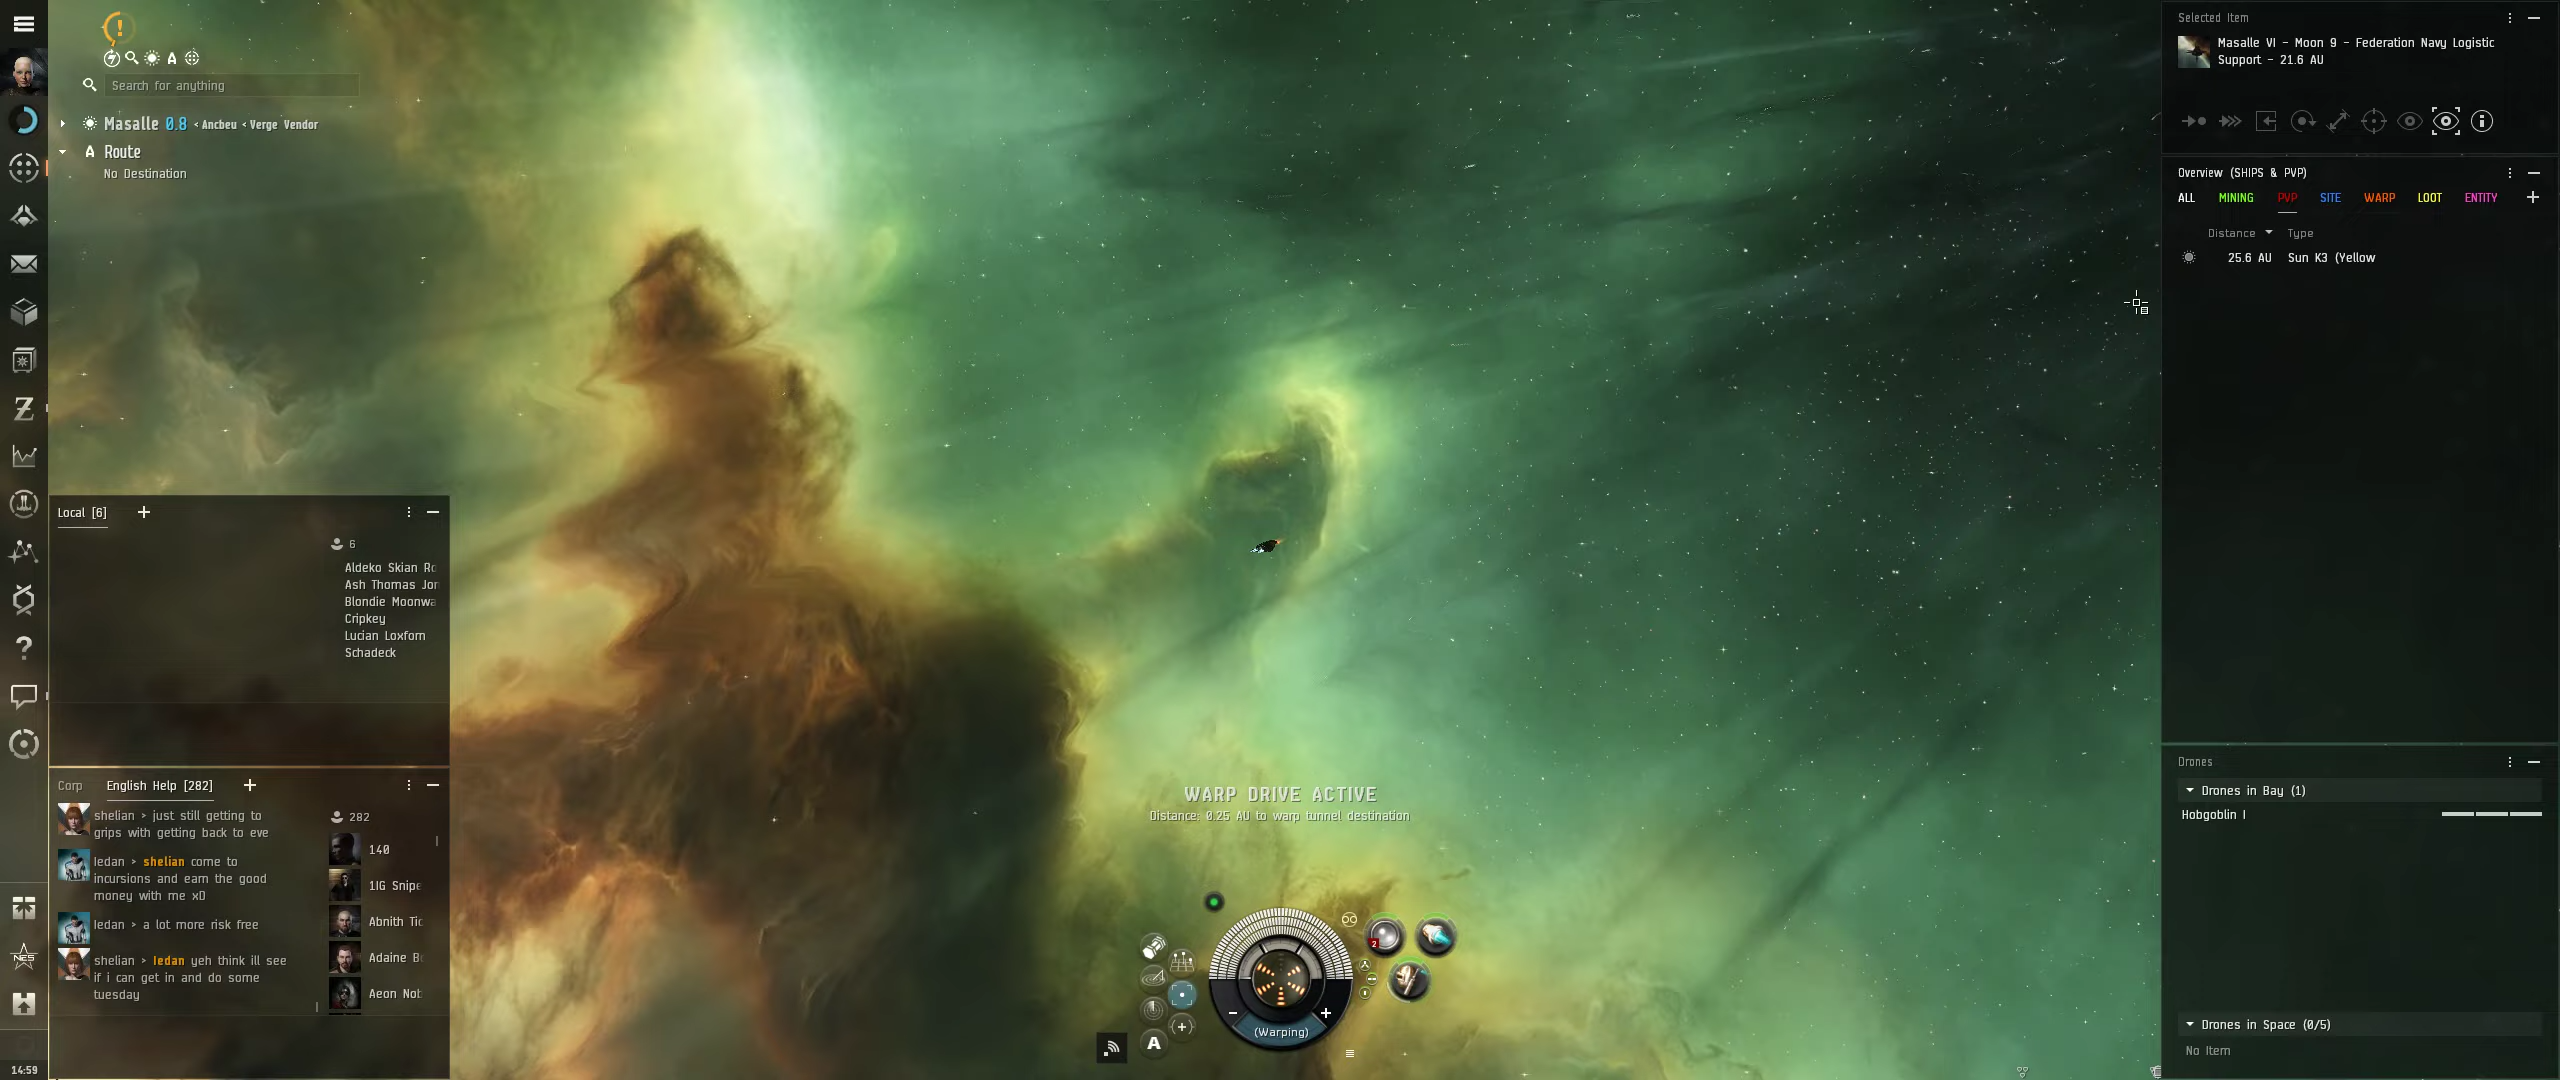 Search for anything
Masalle 0.8 < Ancbeu < Verge Vendor
A Route
No Destination
Local [6]
6
Aldeko Skian Ro
Ash Thomas Jon
Blondie Moonwa
Cripkey
Lucian Loxforn
Schadeck
Corp English Help [282]
282
shelian > just still getting to
grips with getting back to eve
Iedan > shelian come to
incursions and earn the good
money with me xD
Iedan > a lot more risk free
shelian > Iedan yeh think ill see
if i can get in and do some
tuesday
140
1IG Snipe
Abnith Tic
Adaine B
Aeon Nob
NES
14:59
WARP DRIVE ACTIVE
Distance: 0.25 AU to warp tunnel destination
2
(Warping)
A
Selected Item
Masalle VI - Moon 9 - Federation Navy Logistic
Support - 21.6 AU
Overview (SHIPS & PVP)
ALL MINING PVP SITE WARP LOOT ENTITY
Distance Type
25.6 AU Sun K3 (Yellow
Drones
Drones in Bay (1)
Hobgoblin I
Drones in Space (0/5)
No Item